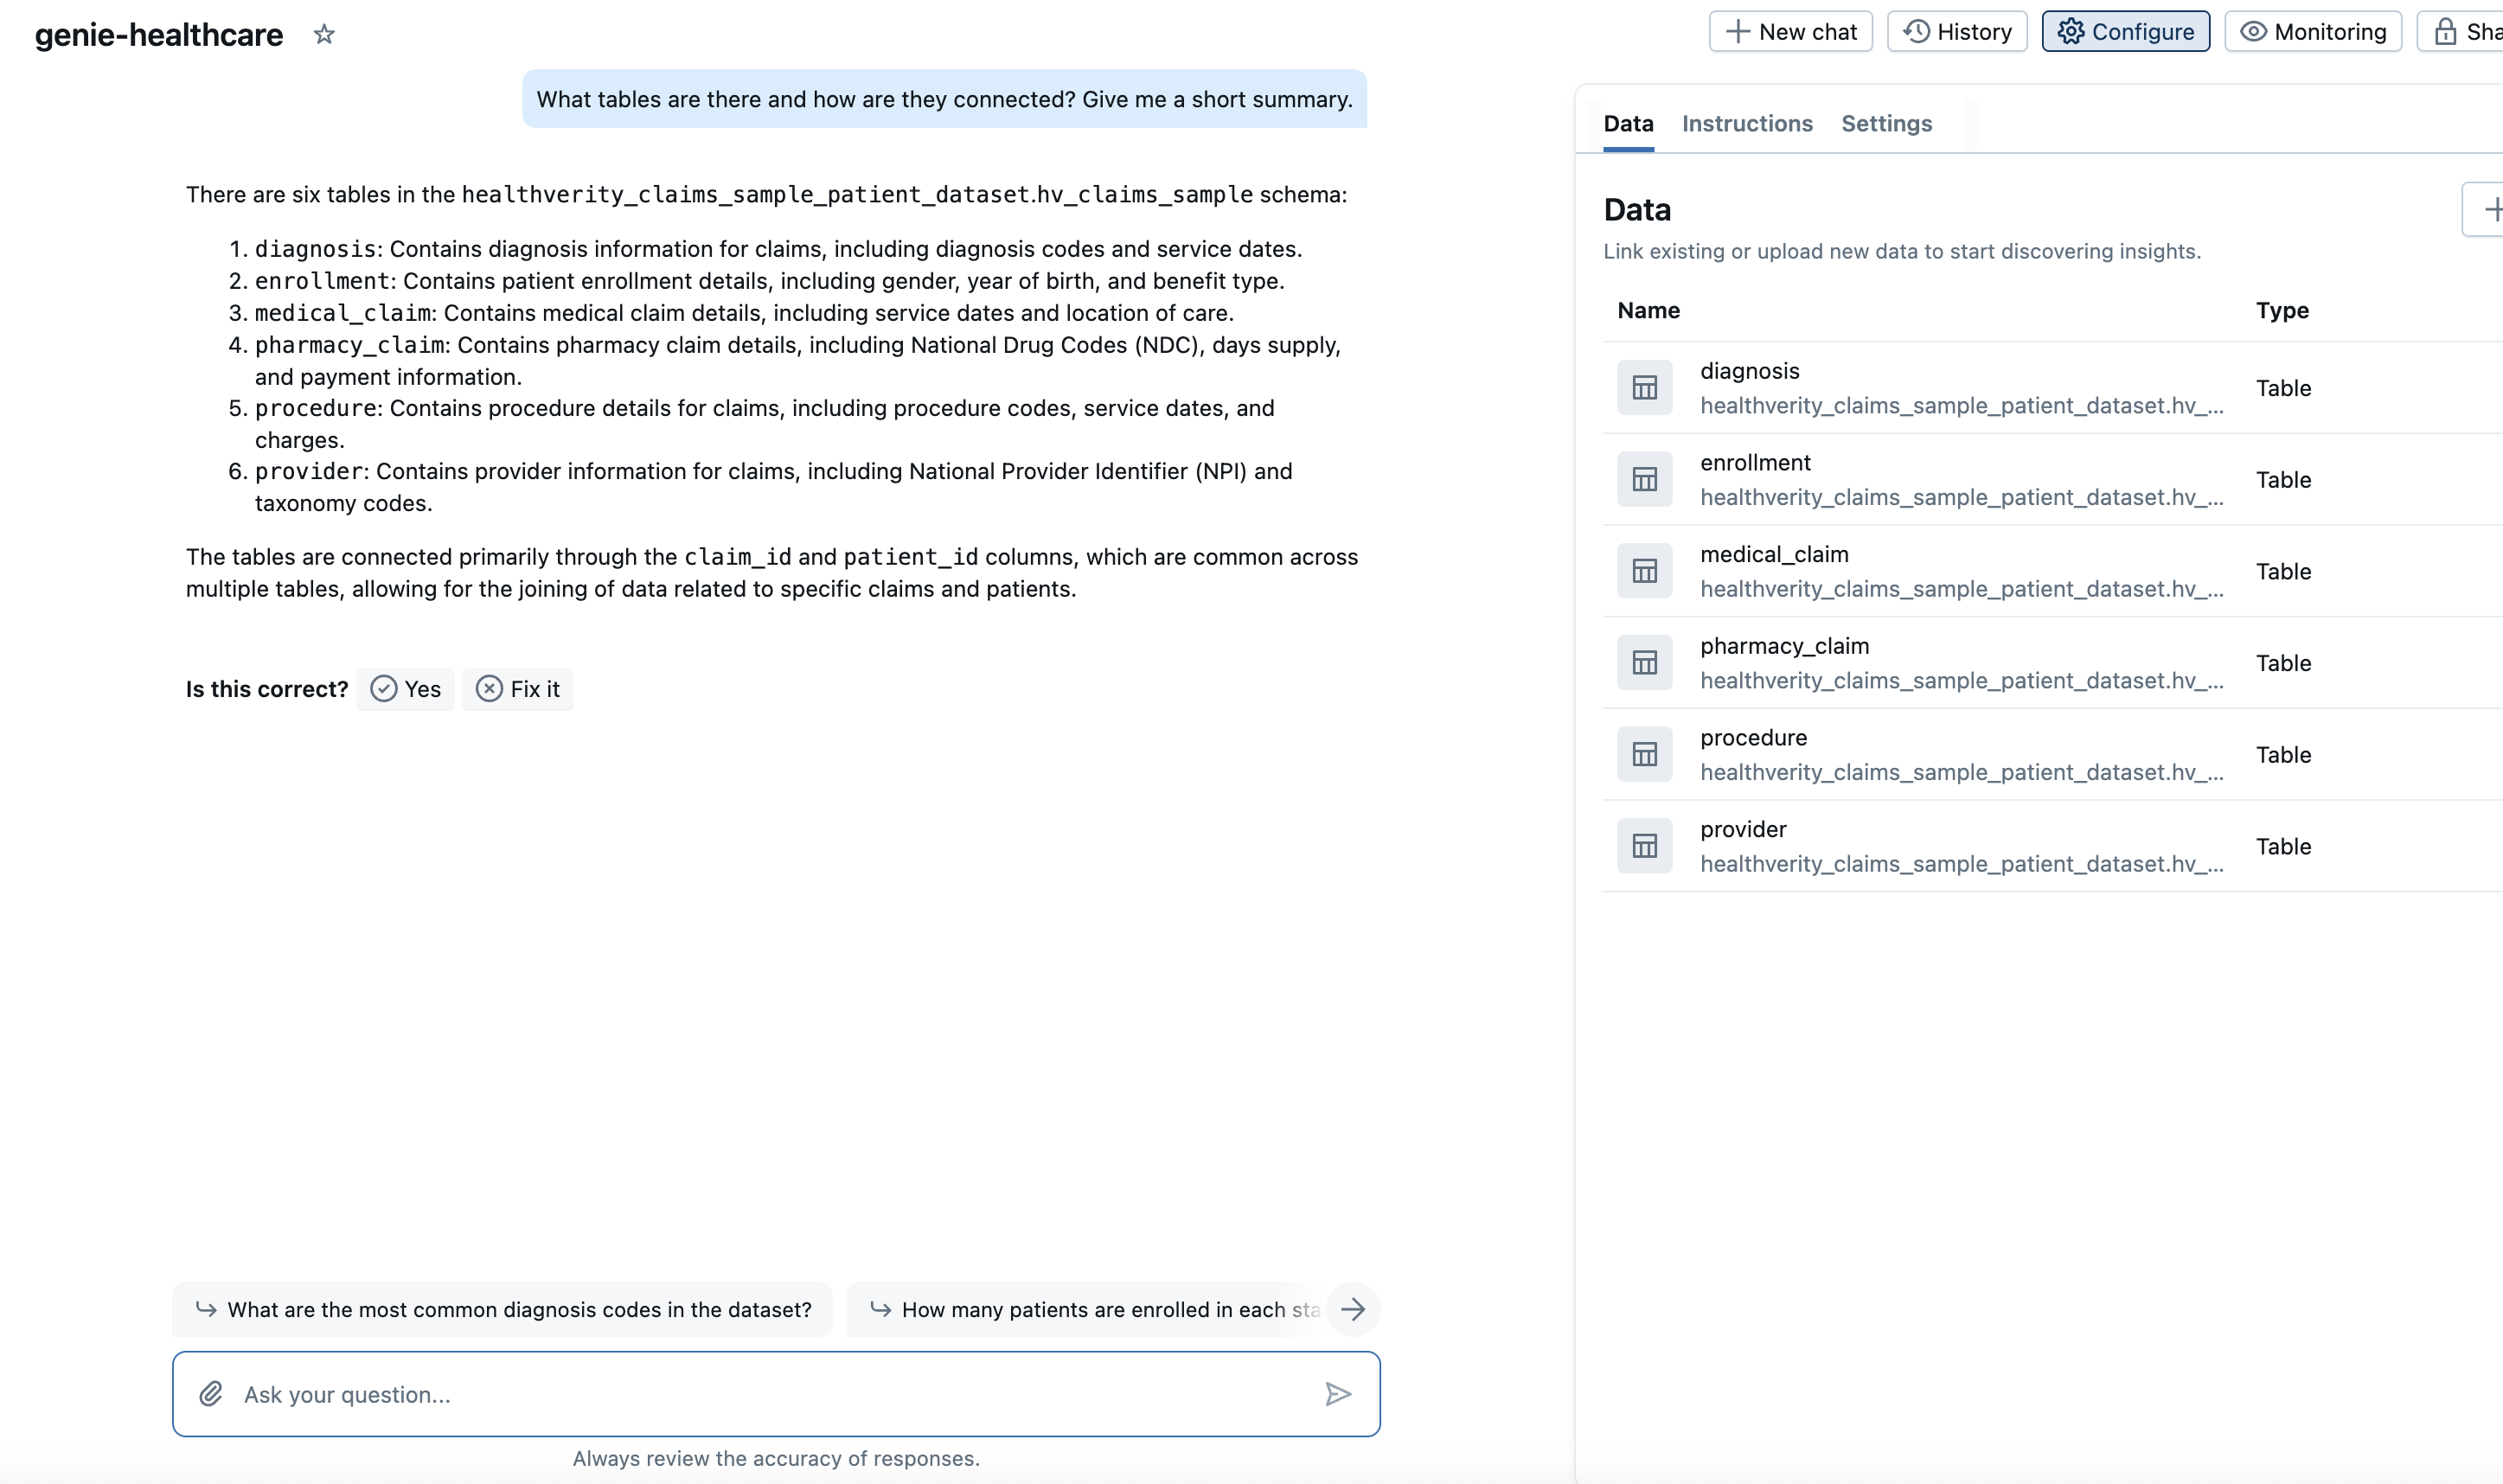 genie-healthcare
New chat
History
Configure
Monitoring
What tables are there and how are they connected? Give me a short summary.
There are six tables in the healthverity_claims_sample_patient_dataset.hv_claims_sample schema:
1. diagnosis: Contains diagnosis information for claims, including diagnosis codes and service dates.
2. enrollment: Contains patient enrollment details, including gender, year of birth, and benefit type.
3. medical_claim: Contains medical claim details, including service dates and location of care.
4. pharmacy_claim: Contains pharmacy claim details, including National Drug Codes (NDC), days supply,
and payment information.
5. procedure: Contains procedure details for claims, including procedure codes, service dates, and
charges.
6. provider: Contains provider information for claims, including National Provider Identifier (NPI) and
taxonomy codes.
The tables are connected primarily through the claim_id and patient_id columns, which are common across
multiple tables, allowing for the joining of data related to specific claims and patients.
Is this correct? Yes Fix it
What are the most common diagnosis codes in the dataset?
How many patients are enrolled in each
Ask your question...
Always review the accuracy of responses.
Data Instructions Settings
Data
Link existing or upload new data to start discovering insights.
Name Type
diagnosis
healthverity_claims_sample_patient_dataset.hv_...
Table
enrollment
healthverity_claims_sample_patient_dataset.hv_...
Table
medical_claim
healthverity_claims_sample_patient_dataset.hv_...
Table
pharmacy_claim
healthverity_claims_sample_patient_dataset.hv_...
Table
procedure
healthverity_claims_sample_patient_dataset.hv_...
Table
provider
healthverity_claims_sample_patient_dataset.hv_...
Table